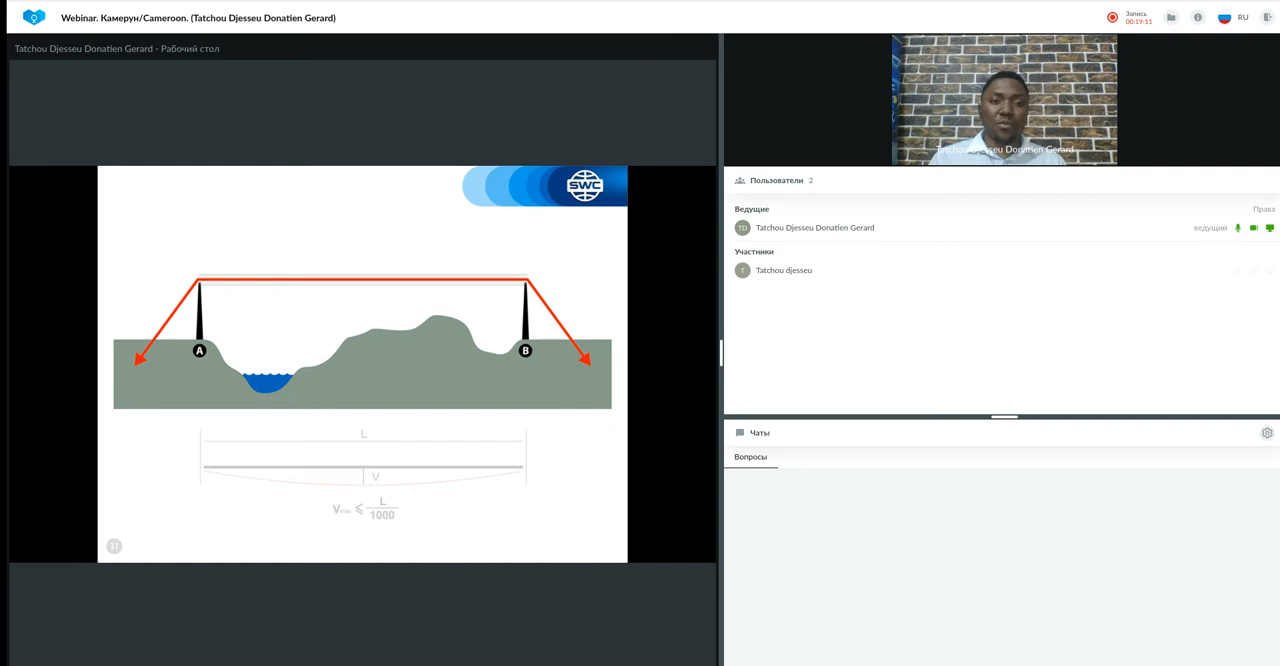 Webinar. Камерун/Cameroon. (Tatchou Djesseu Donatien Gerard)
Запись
00:19:11
RU
Tatchou Djesseu Donatien Gerard - Рабочий стол
SWC
A
B
L
V
Vmax ⩽ L
1000
31
Tatchou Djesseu Donatien Gerard
Пользователи 2
Ведущие
Права
TD
Tatchou Djesseu Donatien Gerard
ведущий
Участники
T
Tatchou djesseu
Чаты
Вопросы